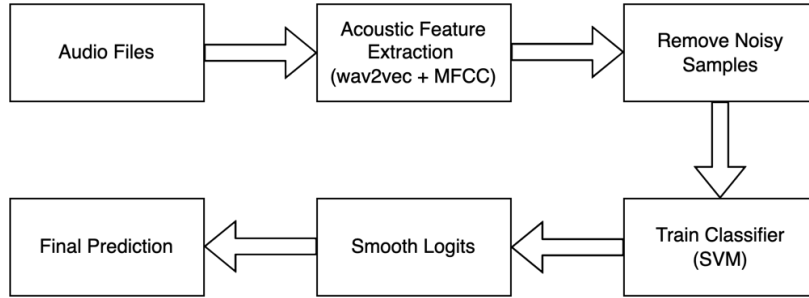 Audio Files
Acoustic Feature
Extraction
(wav2vec + MFCC)
Remove Noisy
Samples
Train Classifier
(SVM)
Smooth Logits
Final Prediction